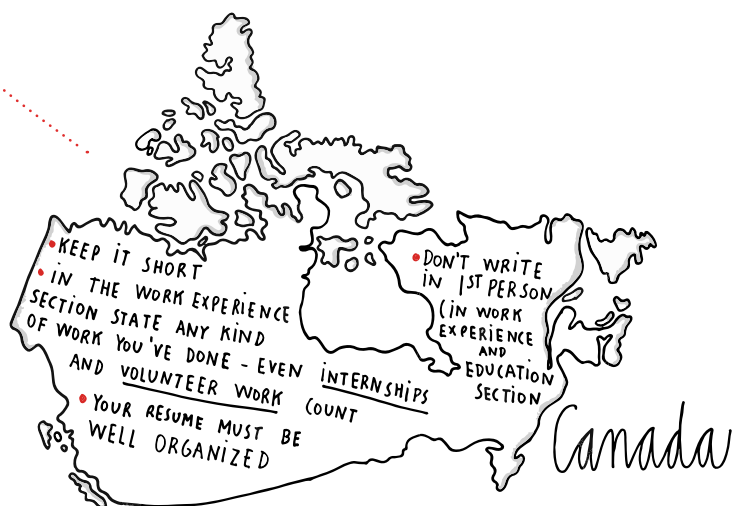 KEEP IT SHORT
IN THE WORK EXPERIENCE
SECTION STATE ANY KIND
OF WORK YOU'VE DONE - EVEN INTERNSHIPS
AND VOLUNTEER WORK COUNT
YOUR RESUME MUST BE
WELL ORGANIZED
DON'T WRITE
IN 1ST PERSON
(IN WORK
EXPERIENCE
AND
EDUCATION
SECTION
Canada